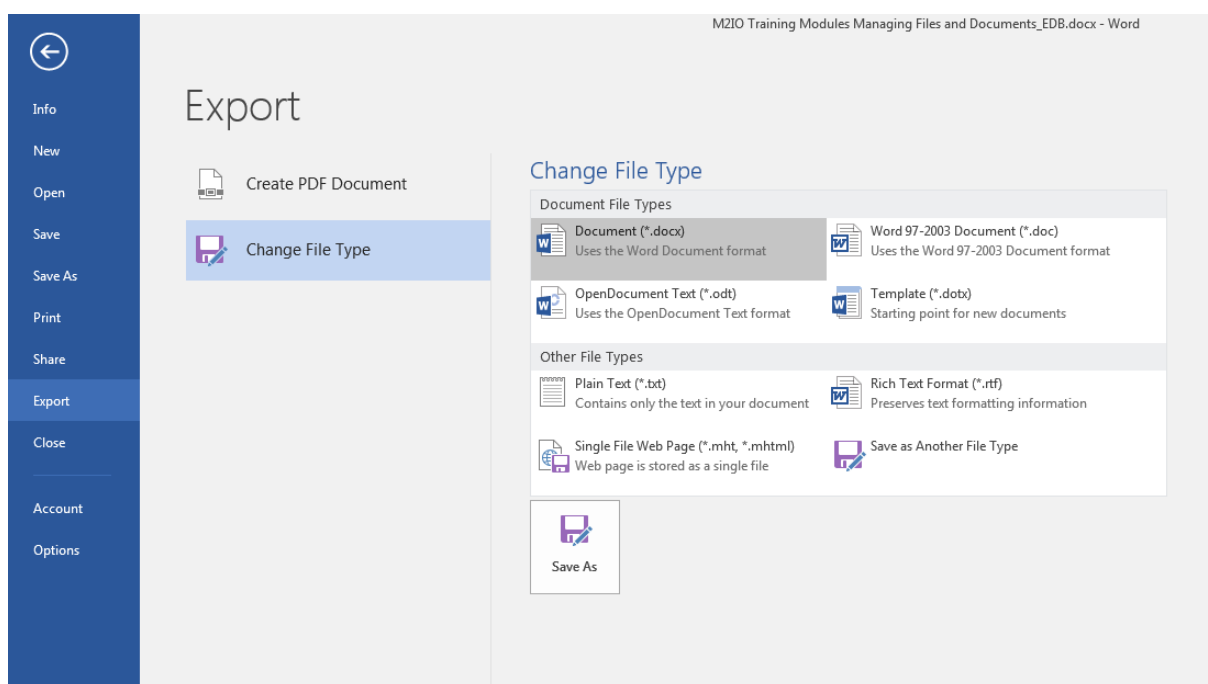 M2IO Training Modules Managing Files and Documents_EDB.docx - Word
Info
New
Open
Save
Save As
Print
Share
Export
Close
Account
Options
Export
Create PDF Document
Change File Type
Change File Type
Document File Types
Document (*.docx)
Uses the Word Document format
Word 97-2003 Document (*.doc)
Uses the Word 97-2003 Document format
OpenDocument Text (*.odt)
Uses the OpenDocument Text format
Template (*.dotx)
Starting point for new documents
Other File Types
Plain Text (*.txt)
Contains only the text in your document
Rich Text Format (*.rtf)
Preserves text formatting information
Single File Web Page (*.mht, *.mhtml)
Web page is stored as a single file
Save as Another File Type
Save As